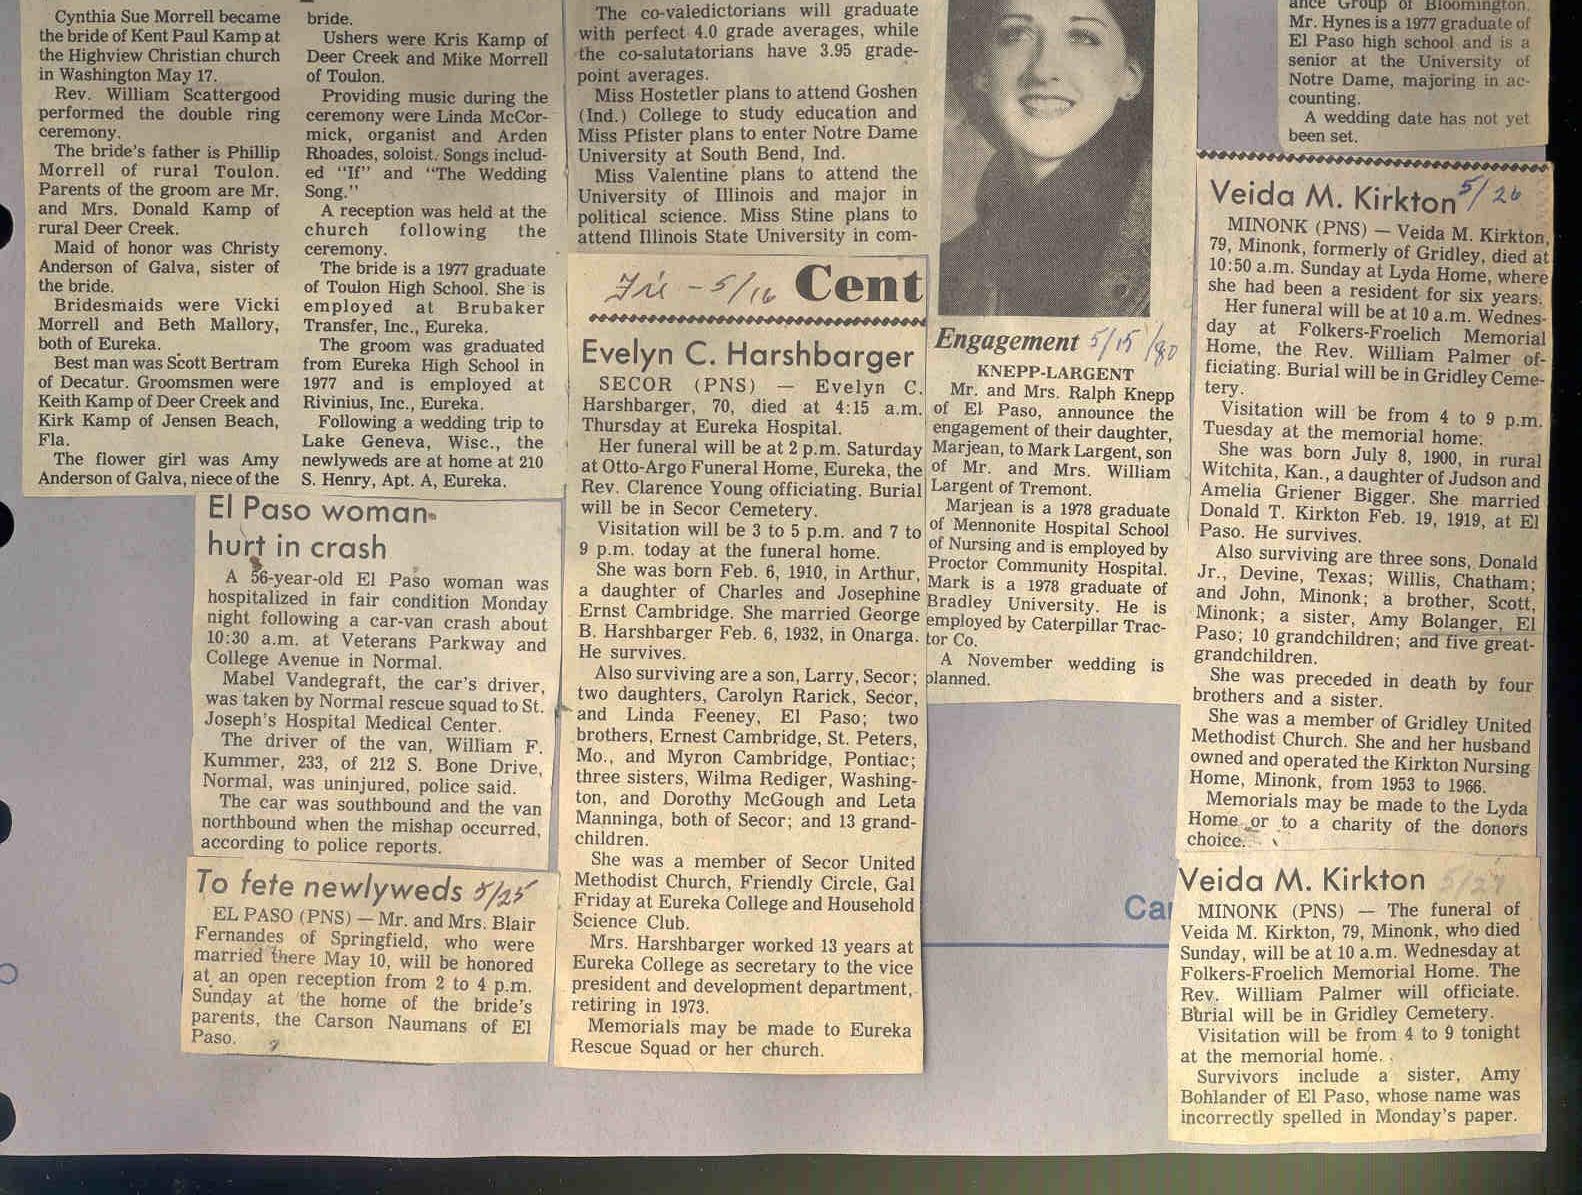 Cynthia Sue Morrell became
the bride of Kent Paul Kamp at
the Highview Christian church
in Washington May 17.
Rev. William Scattergood
performed the double ring
ceremony.
The bride's father is Phillip
Morrell of rural Toulon.
Parents of the groom are Mr.
and Mrs. Donald Kamp of
rural Deer Creek.
Maid of honor was Christy
Anderson of Galva, sister of
the bride.
Bridesmaids were Vicki
Morrell and Beth Mallory,
both of Eureka.
Best man was Scott Bertram
of Decatur. Groomsmen were
Keith Kamp of Deer Creek and
Kirk Kamp of Jensen Beach,
Fla.
The flower girl was Amy
Anderson of Galva, niece of the
bride.
Ushers were Kris Kamp of
Deer Creek and Mike Morrell
of Toulon.
Providing music during the
ceremony were Linda McCor-
mick, organist and Arden
Rhoades, soloist. Songs includ-
ed "If" and "The Wedding
Song."
A reception was held at the
church following the
ceremony.
The bride is a 1977 graduate
of Toulon High School. She is
employed at Brubaker
Transfer, Inc., Eureka.
The groom was graduated
from Eureka High School in
1977 and is employed at
Rivinius, Inc., Eureka.
Following a wedding trip to
Lake Geneva, Wisc., the
newlyweds are at home at 210
S. Henry, Apt. A, Eureka.
El Paso woman
hurt in crash
A 56-year-old El Paso woman was
hospitalized in fair condition Monday
night following a car-van crash about
10:30 a.m. at Veterans Parkway and
College Avenue in Normal.
Mabel Vandegraft, the car's driver,
was taken by Normal rescue squad to St.
Joseph's Hospital Medical Center.
The driver of the van, William F.
Kummer, 233, of 212 S. Bone Drive,
Normal, was uninjured, police said.
The car was southbound and the van
northbound when the mishap occurred,
according to police reports.
To fete newlyweds 5/25
EL PASO (PNS) — Mr. and Mrs. Blair
Fernandes of Springfield, who were
married there May 10, will be honored
at an open reception from 2 to 4 p.m.
Sunday at the home of the bride's
parents, the Carson Naumans of El
Paso.
The co-valedictorians will graduate
with perfect 4.0 grade averages, while
the co-salutatorians have 3.95 grade-
point averages.
Miss Hostetler plans to attend Goshen
(Ind.) College to study education and
Miss Pfister plans to enter Notre Dame
University at South Bend, Ind.
Miss Valentine plans to attend the
University of Illinois and major in
political science. Miss Stine plans to
attend Illinois State University in com-
Fri - 5/16 Cent
Evelyn C. Harshbarger
SECOR (PNS) — Evelyn C.
Harshbarger, 70, died at 4:15 a.m.
Thursday at Eureka Hospital.
Her funeral will be at 2 p.m. Saturday
at Otto-Argo Funeral Home, Eureka, the
Rev. Clarence Young officiating. Burial
will be in Secor Cemetery.
Visitation will be 3 to 5 p.m. and 7 to
9 p.m. today at the funeral home.
She was born Feb. 6, 1910, in Arthur,
a daughter of Charles and Josephine
Ernst Cambridge. She married George
B. Harshbarger Feb. 6, 1932, in Onarga.
He survives.
Also surviving are a son, Larry, Secor;
two daughters, Carolyn Rarick, Secor,
and Linda Feeney, El Paso; two
brothers, Ernest Cambridge, St. Peters,
Mo., and Myron Cambridge, Pontiac;
three sisters, Wilma Rediger, Washing-
ton, and Dorothy McGough and Leta
Manninga, both of Secor; and 13 grand-
children.
She was a member of Secor United
Methodist Church, Friendly Circle, Gal
Friday at Eureka College and Household
Science Club.
Mrs. Harshbarger worked 13 years at
Eureka College as secretary to the vice
president and development department,
retiring in 1973.
Memorials may be made to Eureka
Rescue Squad or her church.
Engagement 5/15/80
KNEPP-LARGENT
Mr. and Mrs. Ralph Knepp
of El Paso, announce the
engagement of their daughter,
Marjean, to Mark Largent, son
of Mr. and Mrs. William
Largent of Tremont.
Marjean is a 1978 graduate
of Mennonite Hospital School
of Nursing and is employed by
Proctor Community Hospital.
Mark is a 1978 graduate of
Bradley University. He is
employed by Caterpillar Trac-
tor Co.
A November wedding is
planned.
ance Group of Bloomington.
Mr. Hynes is a 1977 graduate of
El Paso high school and is a
senior at the University of
Notre Dame, majoring in ac-
counting.
A wedding date has not yet
been set.
Veida M. Kirkton 5/26
MINONK (PNS) — Veida M. Kirkton,
79, Minonk, formerly of Gridley, died at
10:50 a.m. Sunday at Lyda Home, where
she had been a resident for six years.
Her funeral will be at 10 a.m. Wednes-
day at Folkers-Froelich Memorial
Home, the Rev. William Palmer of-
ficiating. Burial will be in Gridley Ceme-
tery.
Visitation will be from 4 to 9 p.m.
Tuesday at the memorial home.
She was born July 8, 1900, in rural
Witchita, Kan., a daughter of Judson and
Amelia Griener Bigger. She married
Donald T. Kirkton Feb. 19, 1919, at El
Paso. He survives.
Also surviving are three sons, Donald
Jr., Devine, Texas; Willis, Chatham;
and John, Minonk; a brother, Scott,
Minonk; a sister, Amy Bolanger, El
Paso; 10 grandchildren; and five great-
grandchildren.
She was preceded in death by four
brothers and a sister.
She was a member of Gridley United
Methodist Church. She and her husband
owned and operated the Kirkton Nursing
Home, Minonk, from 1953 to 1966.
Memorials may be made to the Lyda
Home or to a charity of the donors
choice.
Ca
Veida M. Kirkton 5/27
MINONK (PNS) — The funeral of
Veida M. Kirkton, 79, Minonk, who died
Sunday, will be at 10 a.m. Wednesday at
Folkers-Froelich Memorial Home. The
Rev. William Palmer will officiate.
Burial will be in Gridley Cemetery.
Visitation will be from 4 to 9 tonight
at the memorial home.
Survivors include a sister, Amy
Bohlander of El Paso, whose name was
incorrectly spelled in Monday's paper.